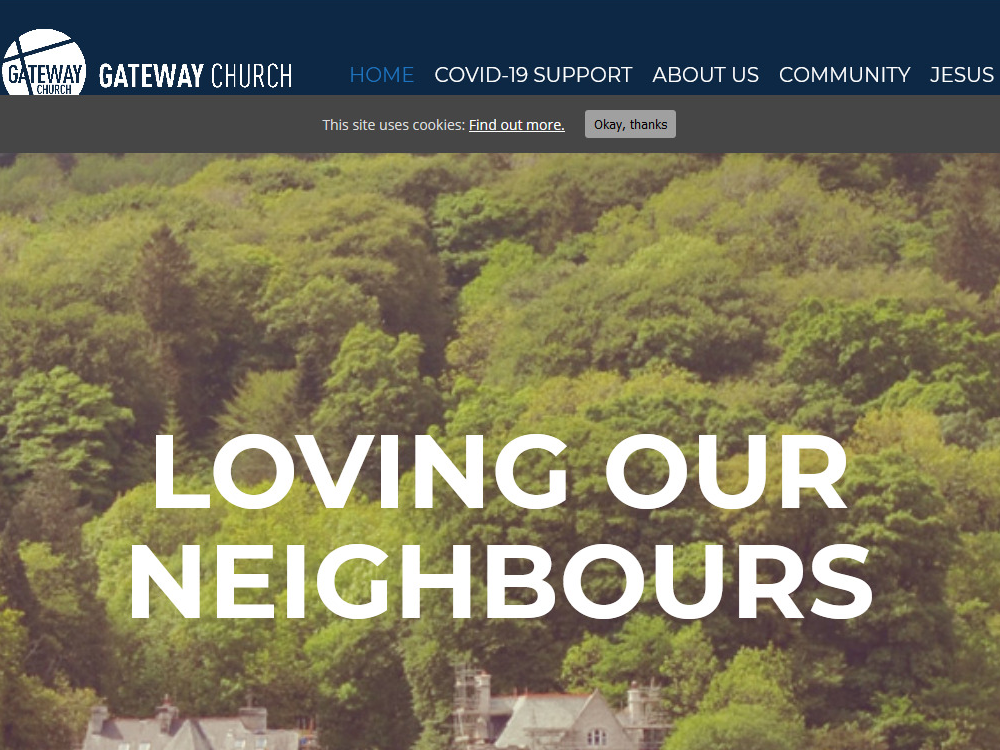 GATEWAY
CHURCH
GATEWAY CHURCH
HOME COVID-19 SUPPORT ABOUT US COMMUNITY JESUS
This site uses cookies: Find out more. Okay, thanks
LOVING OUR
NEIGHBOURS